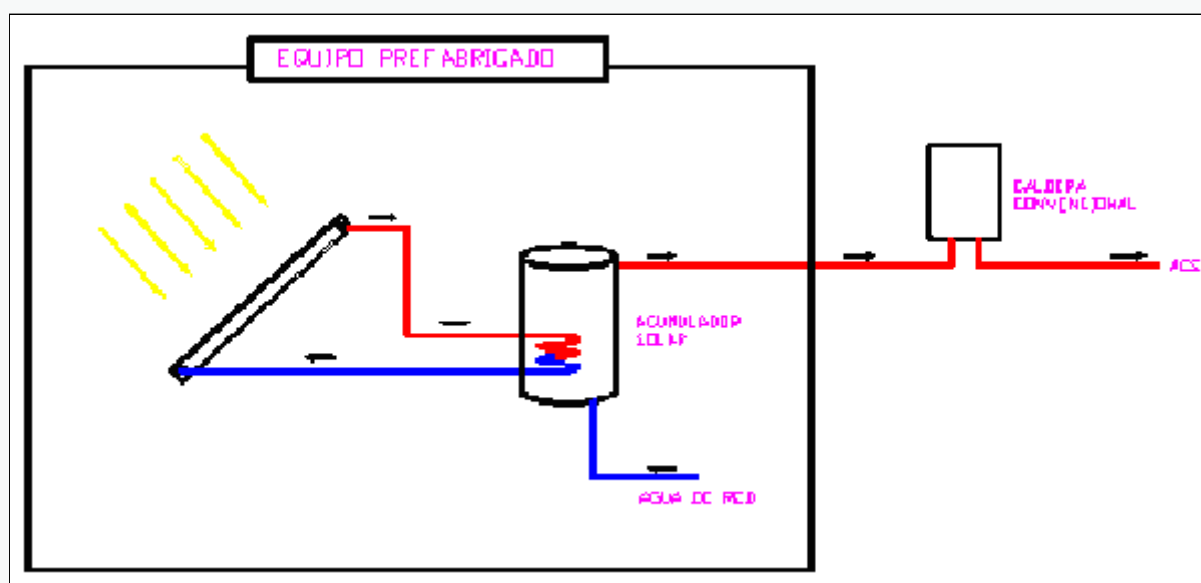 EQUIPO PREFABRICADO
CALDERA
CONVENCIONAL
ACS
ACUMULADOR
SOLAR
AGUA DE RED